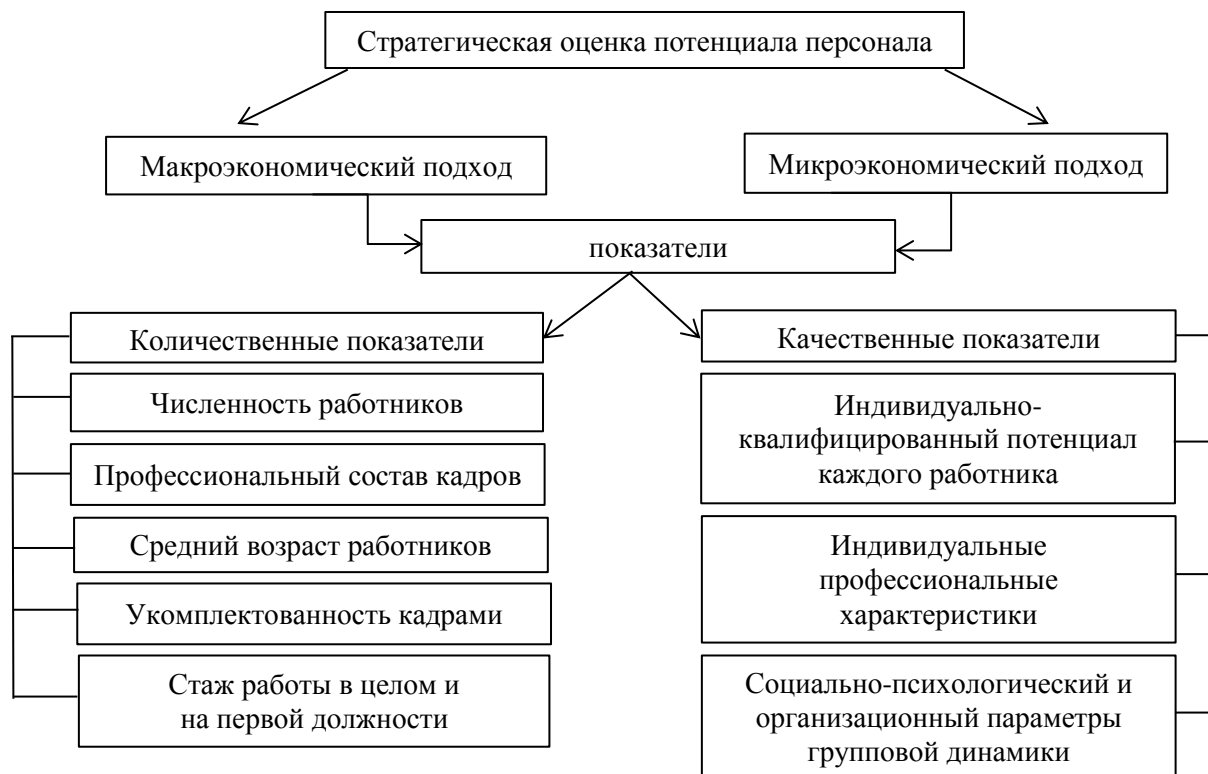 Стратегическая оценка потенциала персонала
Макроэкономический подход
Микроэкономический подход
показатели
Количественные показатели
Численность работников
Профессиональный состав кадров
Средний возраст работников
Укомплектованность кадрами
Стаж работы в целом и
на первой должности
Качественные показатели
Индивидуально-
квалифицированный потенциал
каждого работника
Индивидуальные
профессиональные
характеристики
Социально-психологический и
организационный параметры
групповой динамики